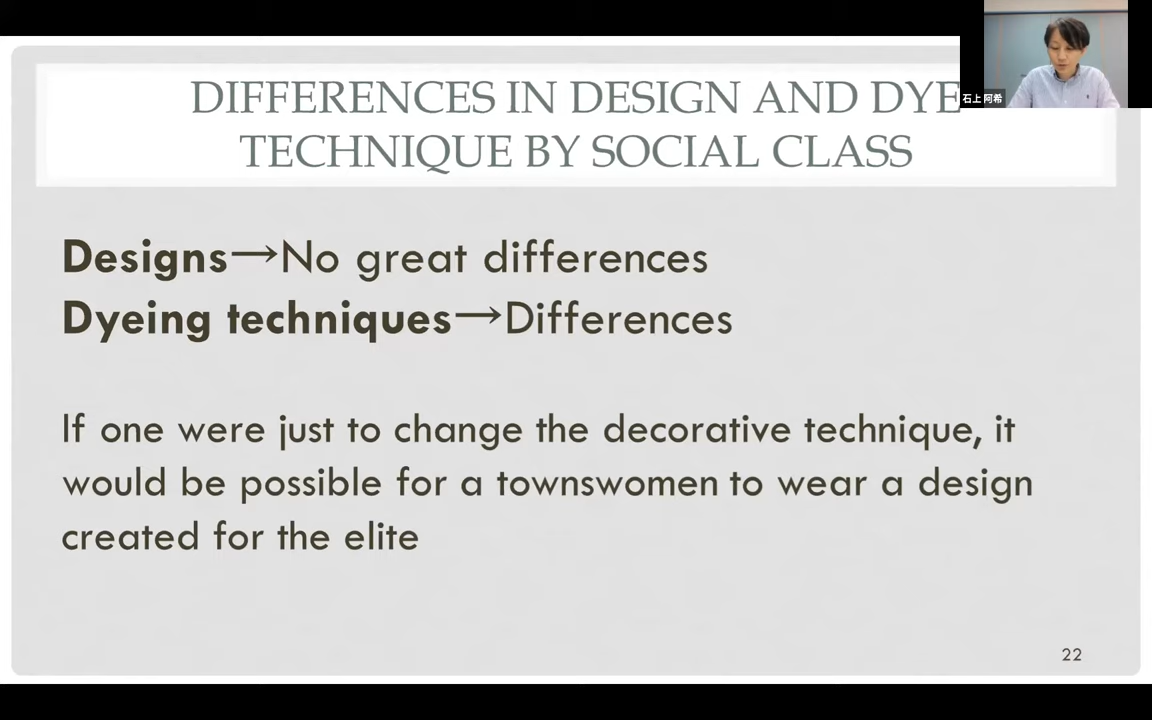 DIFFERENCES IN DESIGN AND DYE
TECHNIQUE BY SOCIAL CLASS
石上 阿希
Designs→No great differences
Dyeing techniques→Differences
If one were just to change the decorative technique, it
would be possible for a townswomen to wear a design
created for the elite
22